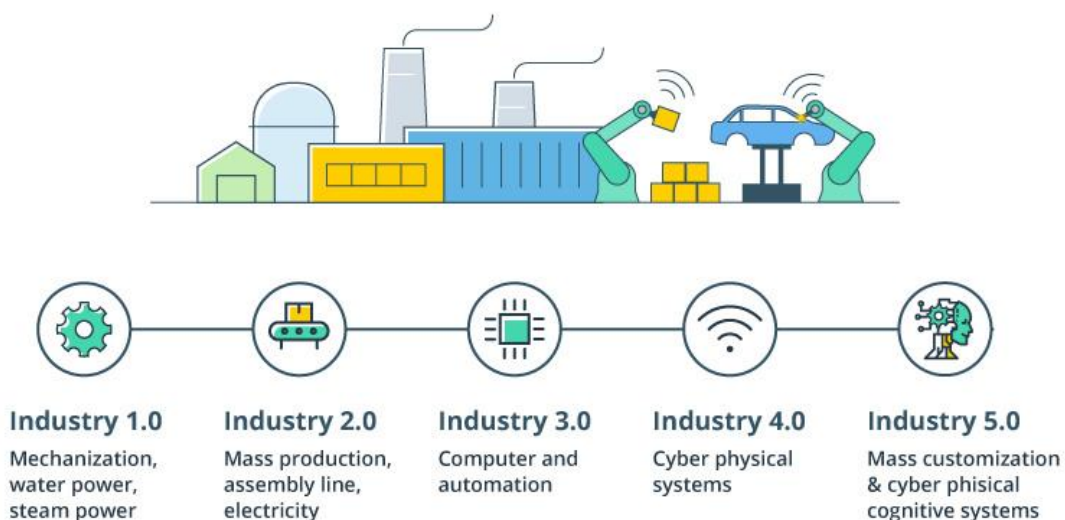 Industry 1.0
Mechanization,
water power,
steam power
Industry 2.0
Mass production,
assembly line,
electricity
Industry 3.0
Computer and
automation
Industry 4.0
Cyber physical
systems
Industry 5.0
Mass customization
& cyber phisical
cognitive systems